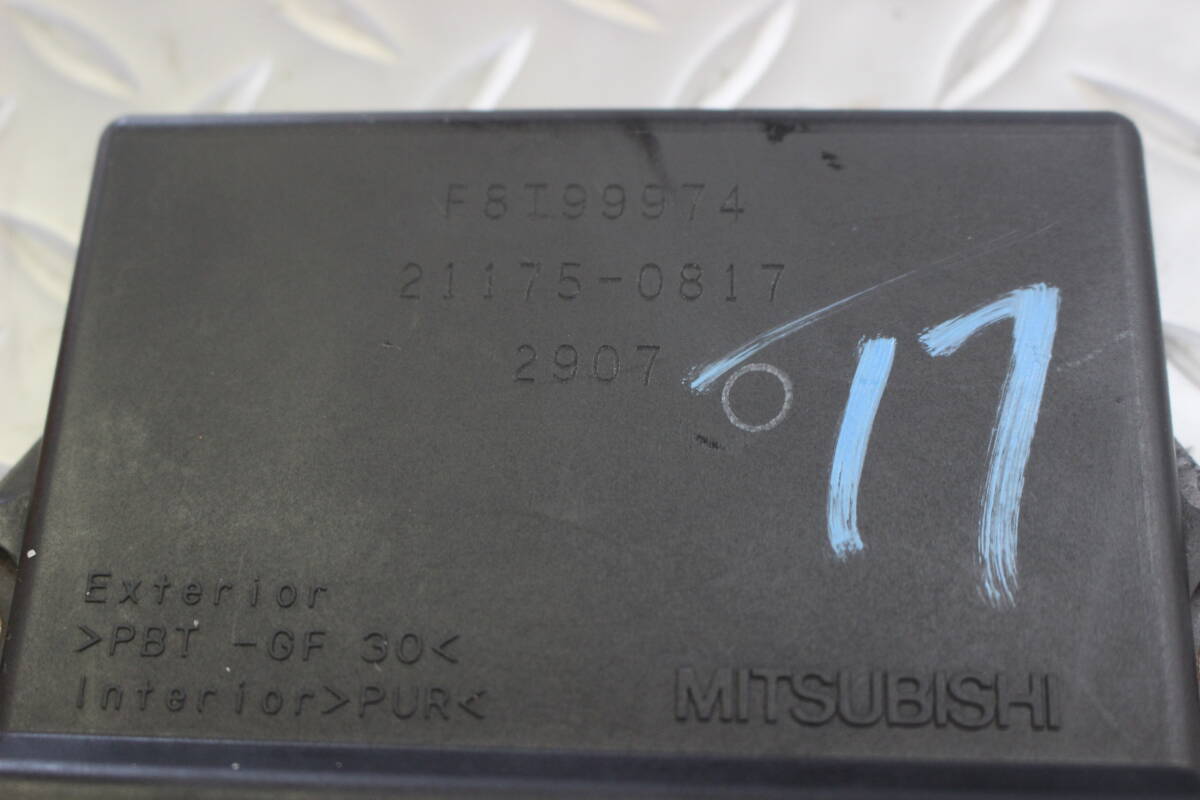 F8T99974
21175-0817
2907
17
Exterior
>PBT -GF 30<
Interior>PUR<
MITSUBISHI